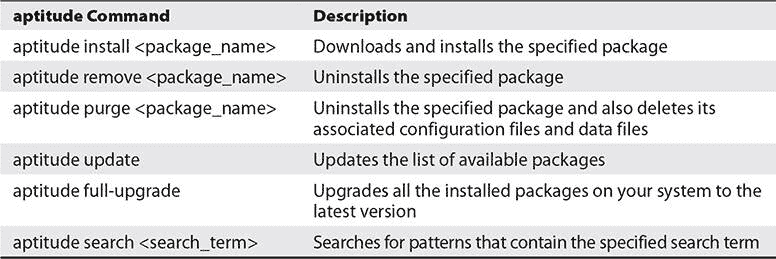 aptitude Command Description
aptitude install <package_name> Downloads and installs the specified package
aptitude remove <package_name> Uninstalls the specified package
aptitude purge <package_name> Uninstalls the specified package and also deletes its
associated configuration files and data files
aptitude update Updates the list of available packages
aptitude full-upgrade Upgrades all the installed packages on your system to the
latest version
aptitude search <search_term> Searches for patterns that contain the specified search term